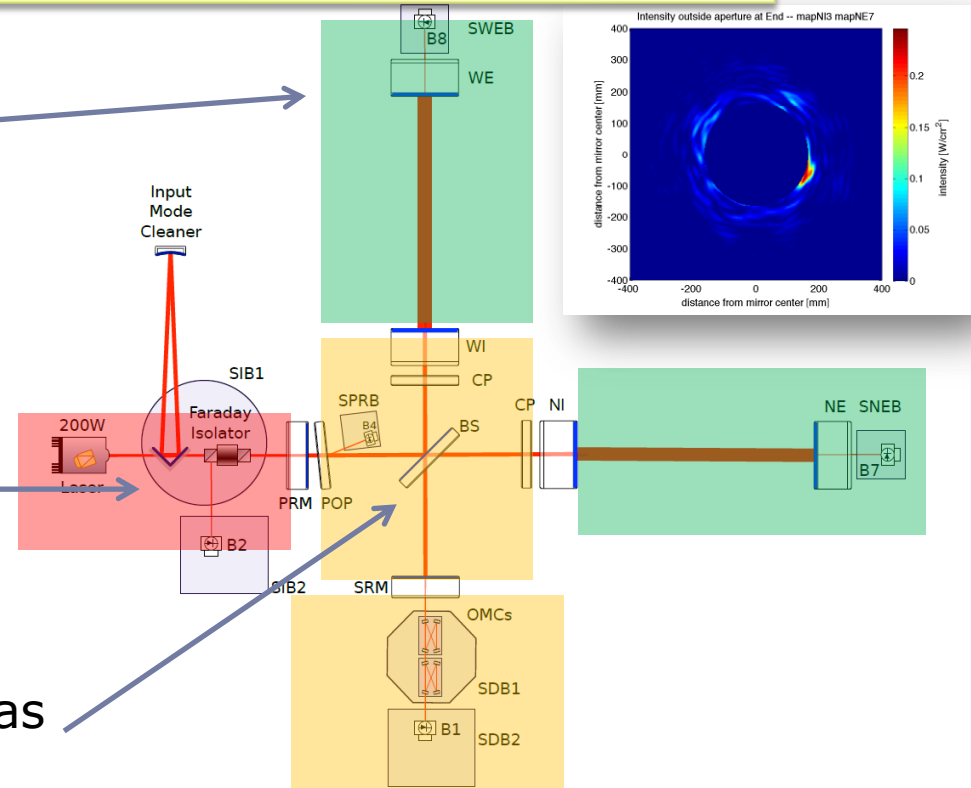 B8
SWEB
WE
Intensity outside aperture at End -- mapNI3 mapNE7
400
300
200
100
0
-100
-200
-300
-400
-400
-200
0
200
400
distance from mirror center [mm]
distance from mirror center [mm]
0.2
0.15
0.1
0.05
0
intensity [W/cm²]
Input
Mode
Cleaner
WI
CP
SIB1
SPRB
B4
BS
CP
NI
NE
SNEB
B7
200W
Laser
Faraday
Isolator
PRM
POP
B2
SIB2
SRM
OMCs
SDB1
as
B1
SDB2